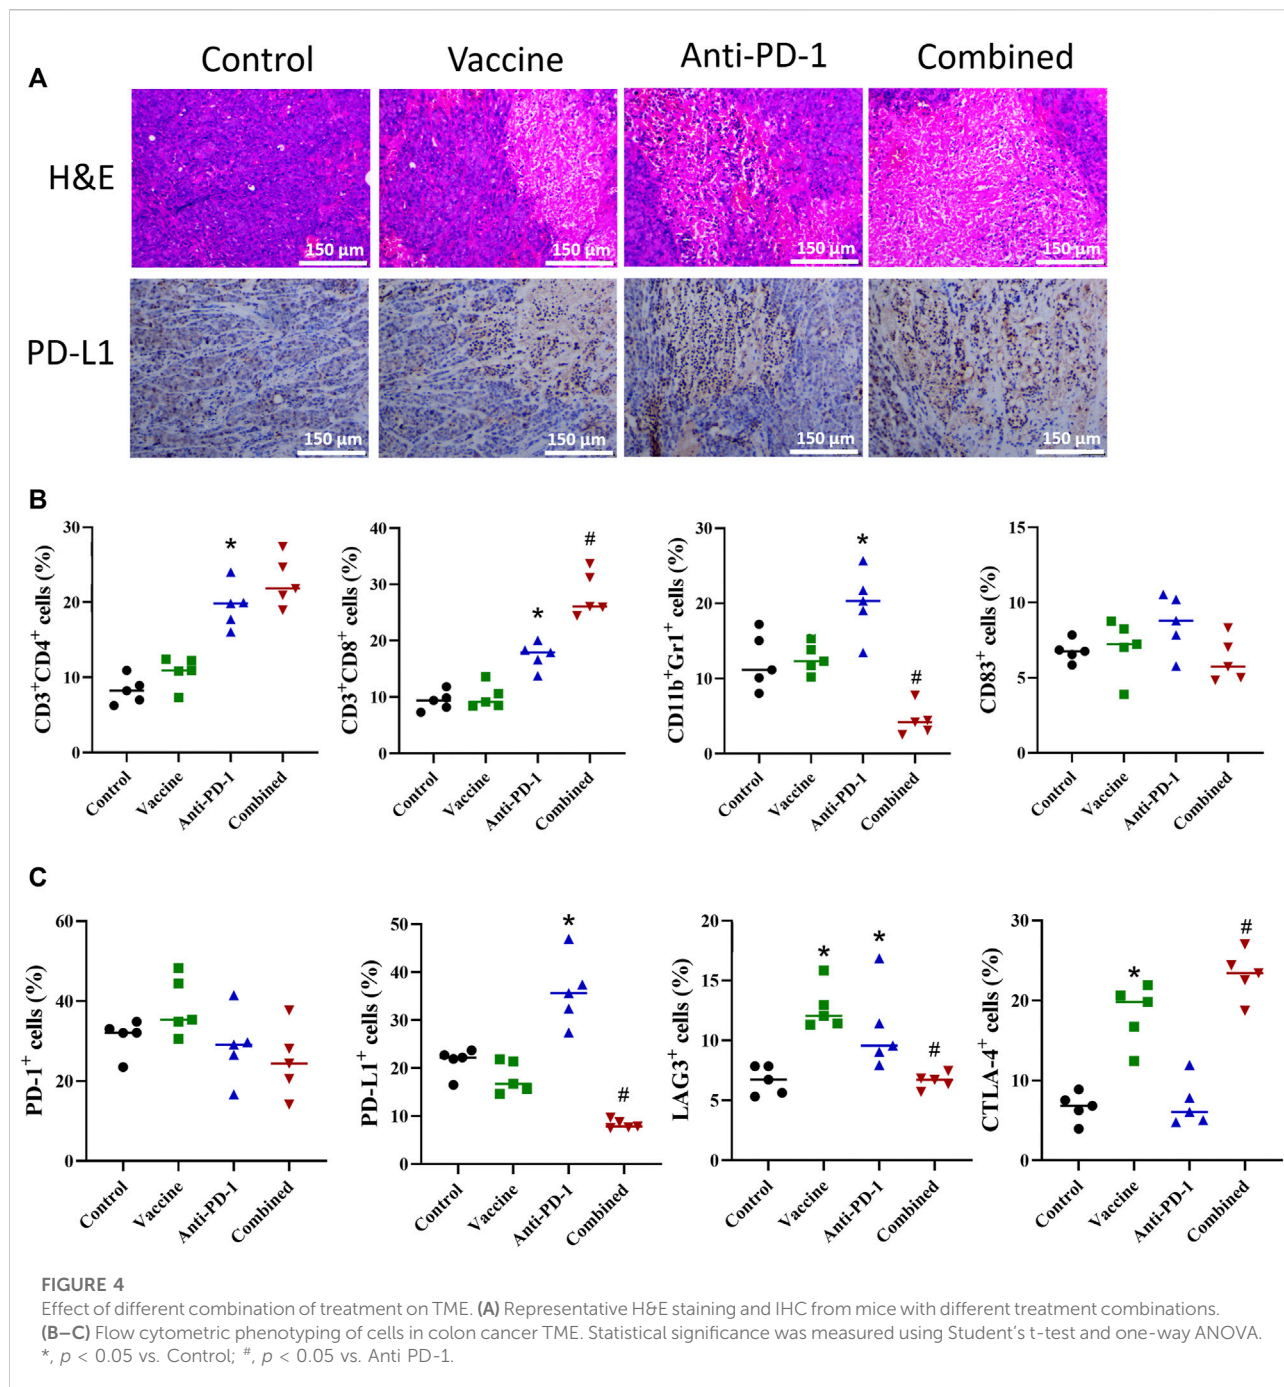 Control Vaccine Anti-PD-1 Combined
A
H&E
150 µm 150 µm 150 µm 150 µm
PD-L1
150 µm 150 µm 150 µm 150 µm
B
CD3⁺CD4⁺ cells (%)
30
20
10
0
*
Control Vaccine Anti-PD-1 Combined
CD3⁺CD8⁺ cells (%)
40
30
20
10
0
*
#
Control Vaccine Anti-PD-1 Combined
CD11b⁺Gr1⁺ cells (%)
30
20
10
0
*
#
Control Vaccine Anti-PD-1 Combined
CD83⁺ cells (%)
15
10
5
0
Control Vaccine Anti-PD-1 Combined
C
PD-1⁺ cells (%)
60
40
20
0
Control Vaccine Anti-PD-1 Combined
PD-L1⁺ cells (%)
50
40
30
20
10
0
*
#
Control Vaccine Anti-PD-1 Combined
LAG3⁺ cells (%)
20
15
10
5
0
*
*
#
Control Vaccine Anti-PD-1 Combined
CTLA-4⁺ cells (%)
30
20
10
0
*
#
Control Vaccine Anti-PD-1 Combined
FIGURE 4
Effect of different combination of treatment on TME. (A) Representative H&E staining and IHC from mice with different treatment combinations.
(B–C) Flow cytometric phenotyping of cells in colon cancer TME. Statistical significance was measured using Student's t-test and one-way ANOVA.
*, p < 0.05 vs. Control; #, p < 0.05 vs. Anti PD-1.